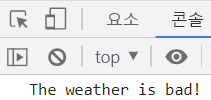 요소 콘솔
top
The weather is bad!